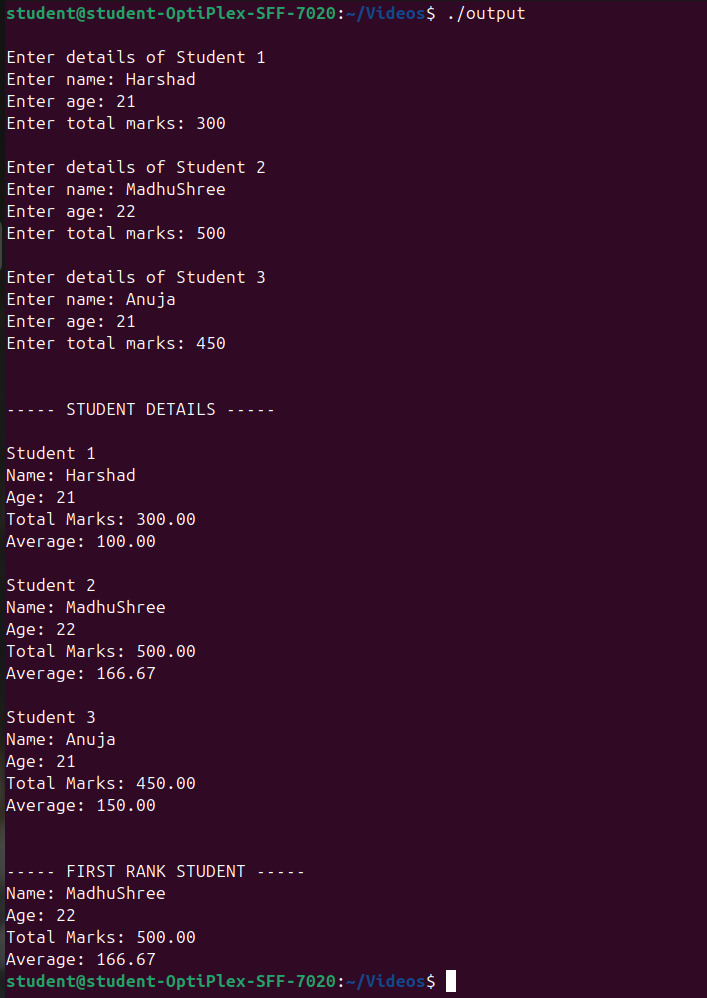 student@student-OptiPlex-SFF-7020:~/Videos$ ./output
Enter details of Student 1
Enter name: Harshad
Enter age: 21
Enter total marks: 300
Enter details of Student 2
Enter name: MadhuShree
Enter age: 22
Enter total marks: 500
Enter details of Student 3
Enter name: Anuja
Enter age: 21
Enter total marks: 450
----- STUDENT DETAILS -----
Student 1
Name: Harshad
Age: 21
Total Marks: 300.00
Average: 100.00
Student 2
Name: MadhuShree
Age: 22
Total Marks: 500.00
Average: 166.67
Student 3
Name: Anuja
Age: 21
Total Marks: 450.00
Average: 150.00
----- FIRST RANK STUDENT -----
Name: MadhuShree
Age: 22
Total Marks: 500.00
Average: 166.67
student@student-OptiPlex-SFF-7020:~/Videos$